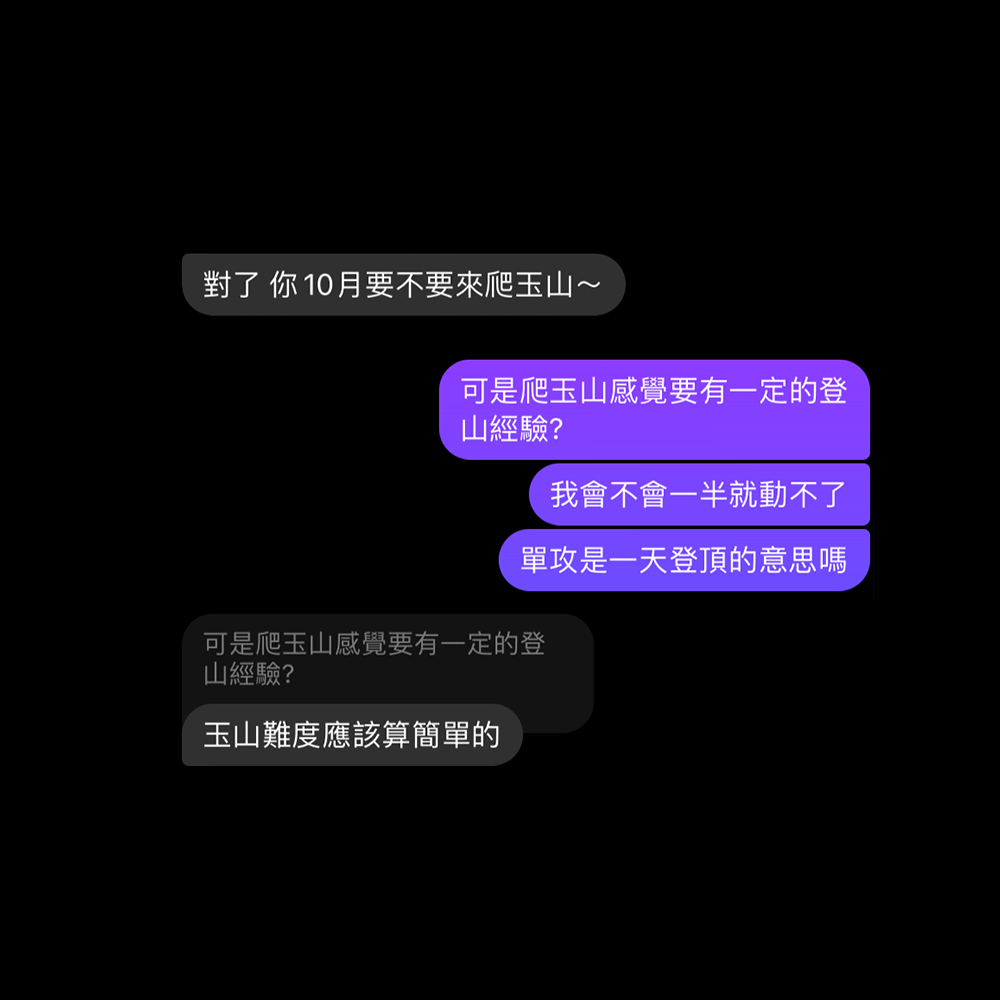 對了 你10月要不要來爬玉山～
可是爬玉山感覺要有一定的登
山經驗?
我會不會一半就動不了
單攻是一天登頂的意思嗎
可是爬玉山感覺要有一定的登
山經驗?
玉山難度應該算簡單的